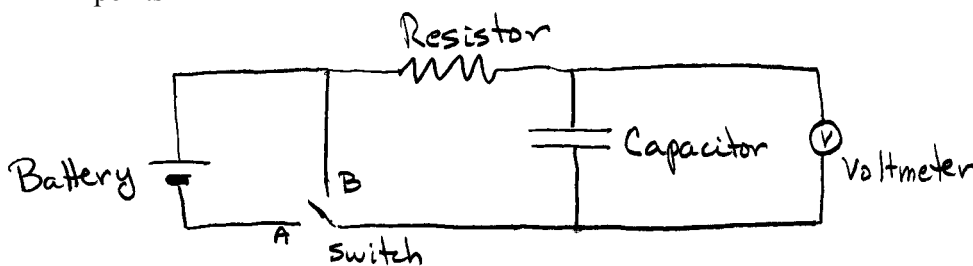 Resistor
Battery
B
Capacitor
V
Voltmeter
A
Switch